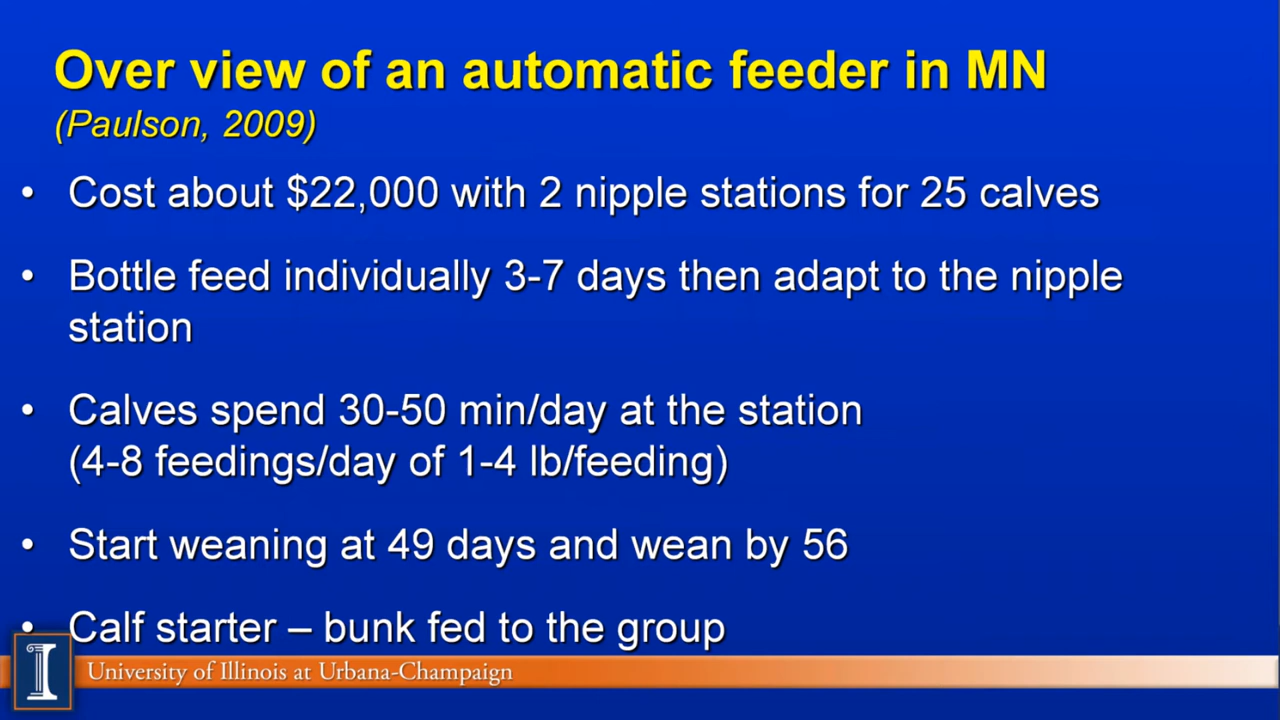 Over view of an automatic feeder in MN
(Paulson, 2009)
• Cost about $22,000 with 2 nipple stations for 25 calves
• Bottle feed individually 3-7 days then adapt to the nipple
station
• Calves spend 30-50 min/day at the station
(4-8 feedings/day of 1-4 lb/feeding)
• Start weaning at 49 days and wean by 56
• Calf starter – bunk fed to the group
I
University of Illinois at Urbana-Champaign